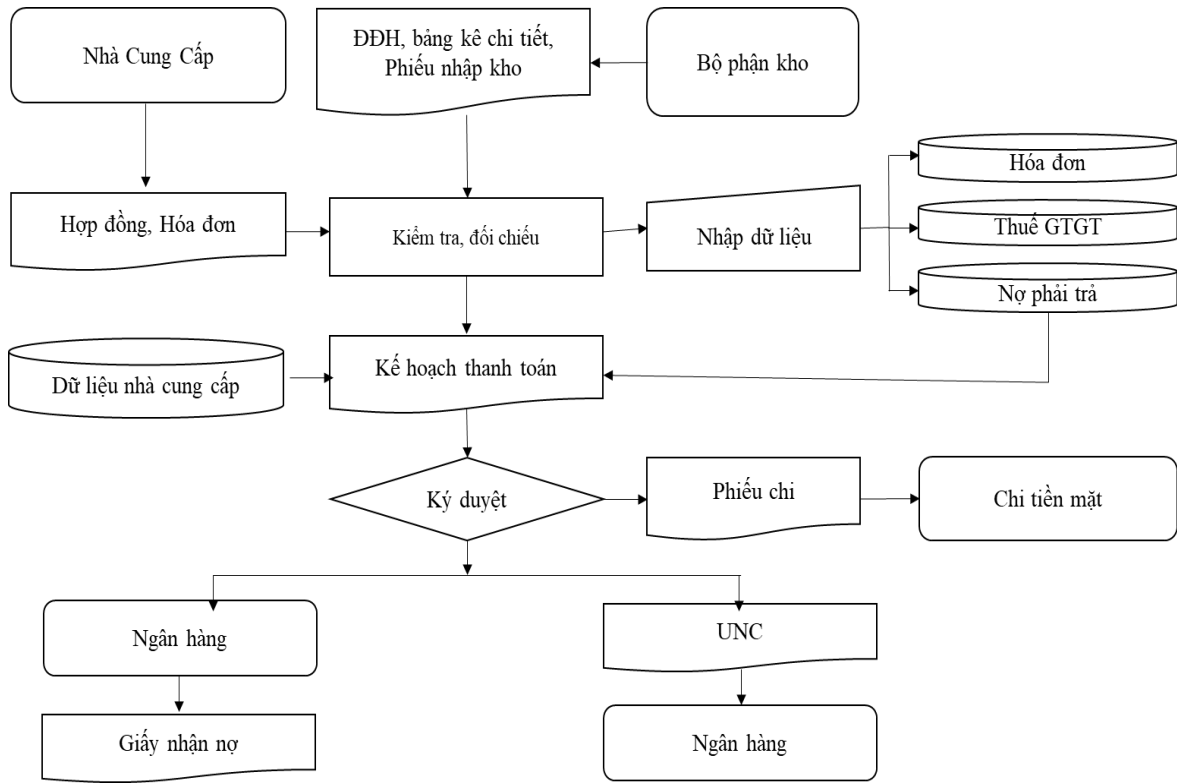 Nhà Cung Cấp
ĐĐH, bảng kê chi tiết,
Phiếu nhập kho
Bộ phận kho
Hợp đồng, Hóa đơn
Kiểm tra, đối chiếu
Nhập dữ liệu
Hóa đơn
Thuế GTGT
Nợ phải trả
Dữ liệu nhà cung cấp
Kế hoạch thanh toán
Ký duyệt
Phiếu chi
Chi tiền mặt
Ngân hàng
UNC
Giấy nhận nợ
Ngân hàng